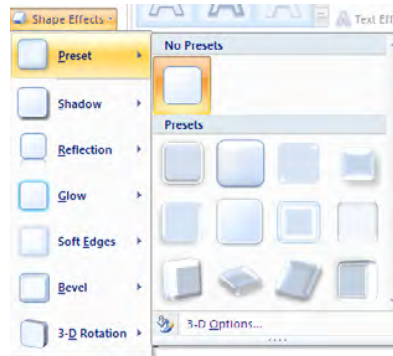 Shape Effects
Text Eff
Preset
Shadow
Reflection
Glow
Soft Edges
Bevel
3-D Rotation
No Presets
Presets
3-D Options...